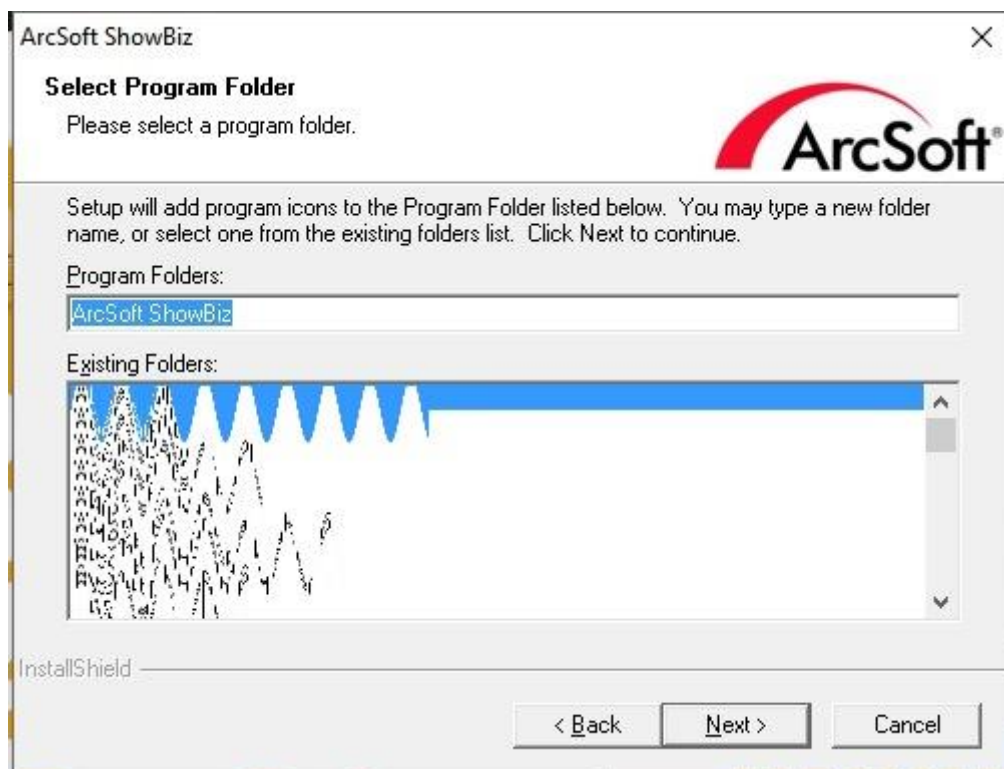 ArcSoft ShowBiz
Select Program Folder
Please select a program folder.
ArcSoft®
Setup will add program icons to the Program Folder listed below. You may type a new folder
name, or select one from the existing folders list. Click Next to continue.
Program Folders:
ArcSoft ShowBiz
Existing Folders:
InstallShield
< Back
Next >
Cancel